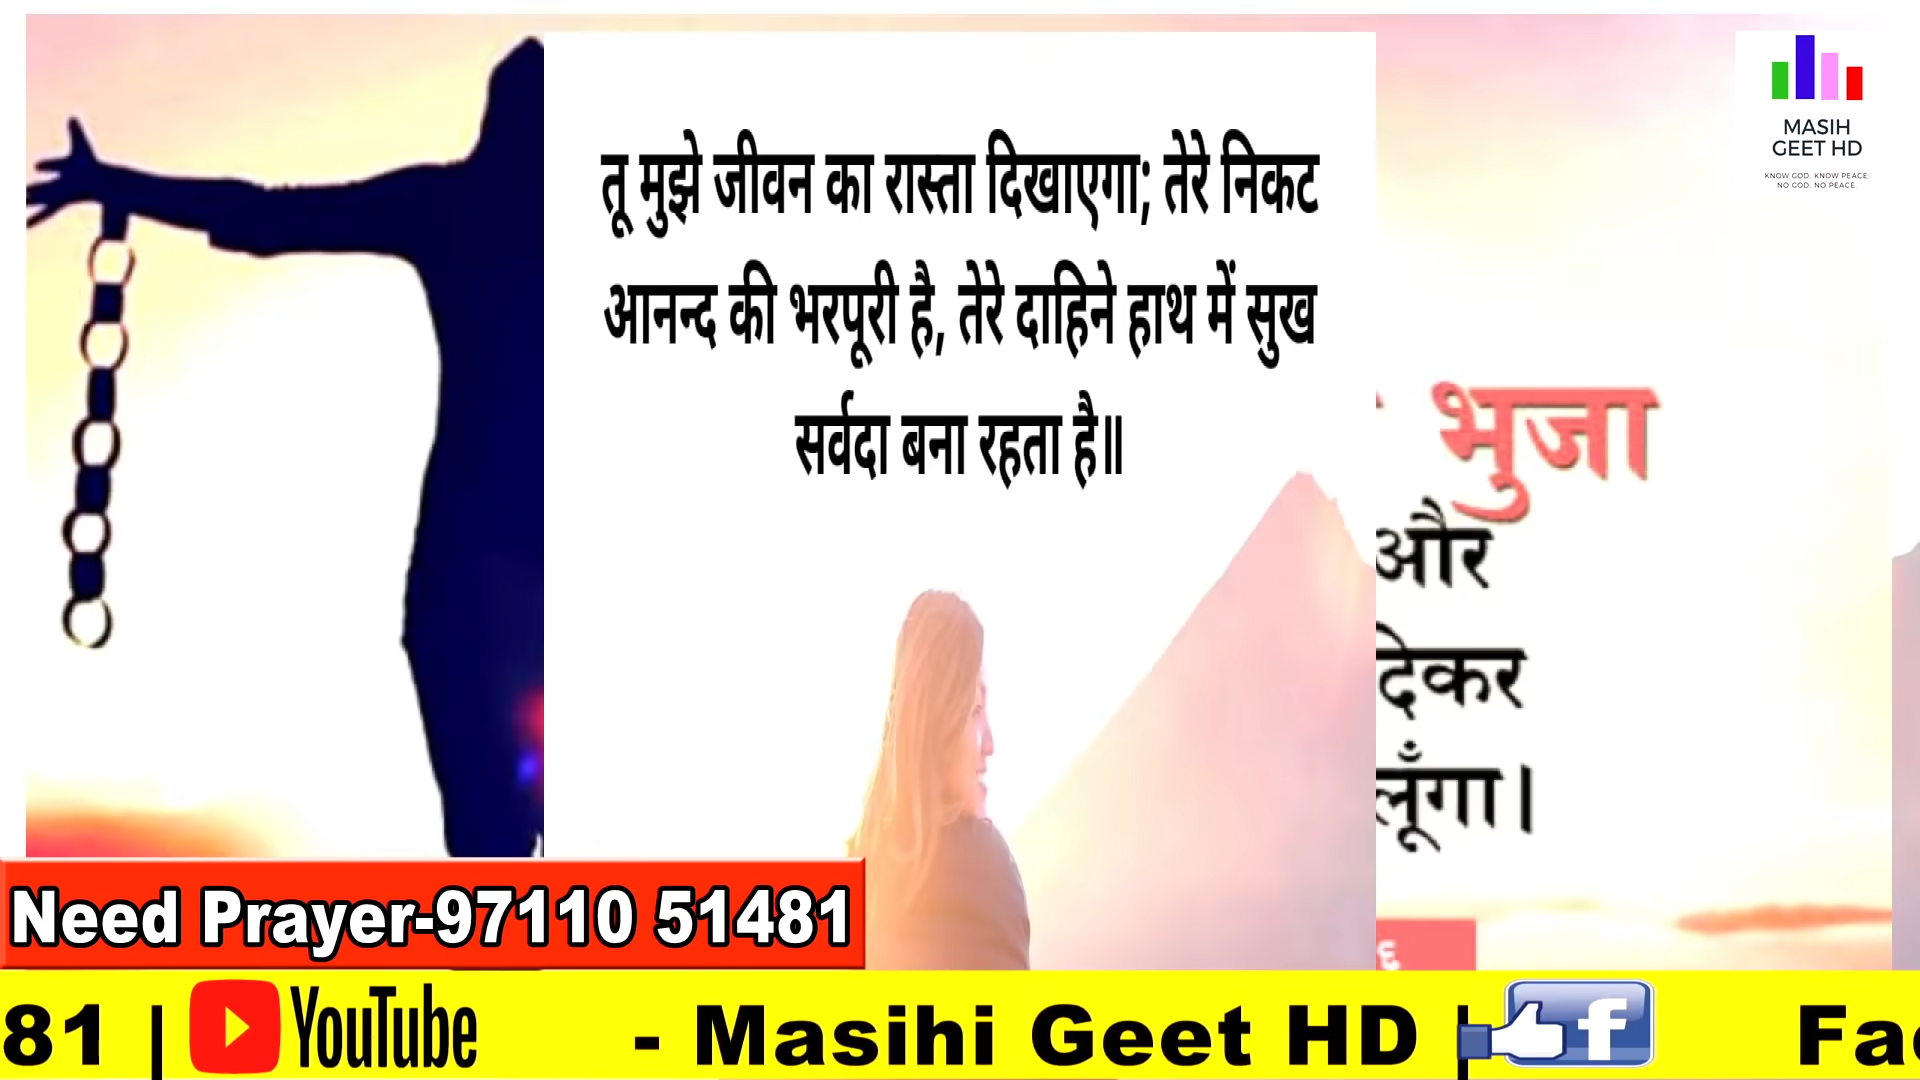 तू मुझे जीवन का रास्ता दिखाएगा; तेरे निकट
आनन्द की भरपूरी है, तेरे दाहिने हाथ में सुख
सर्वदा बना रहता है॥
MASIH
GEET HD
KNOW GOD. KNOW PEACE.
NO GOD. NO PEACE.
भुजा
और
लूँगा।
Need Prayer-97110 51481
81 | YouTube - Masihi Geet HD |